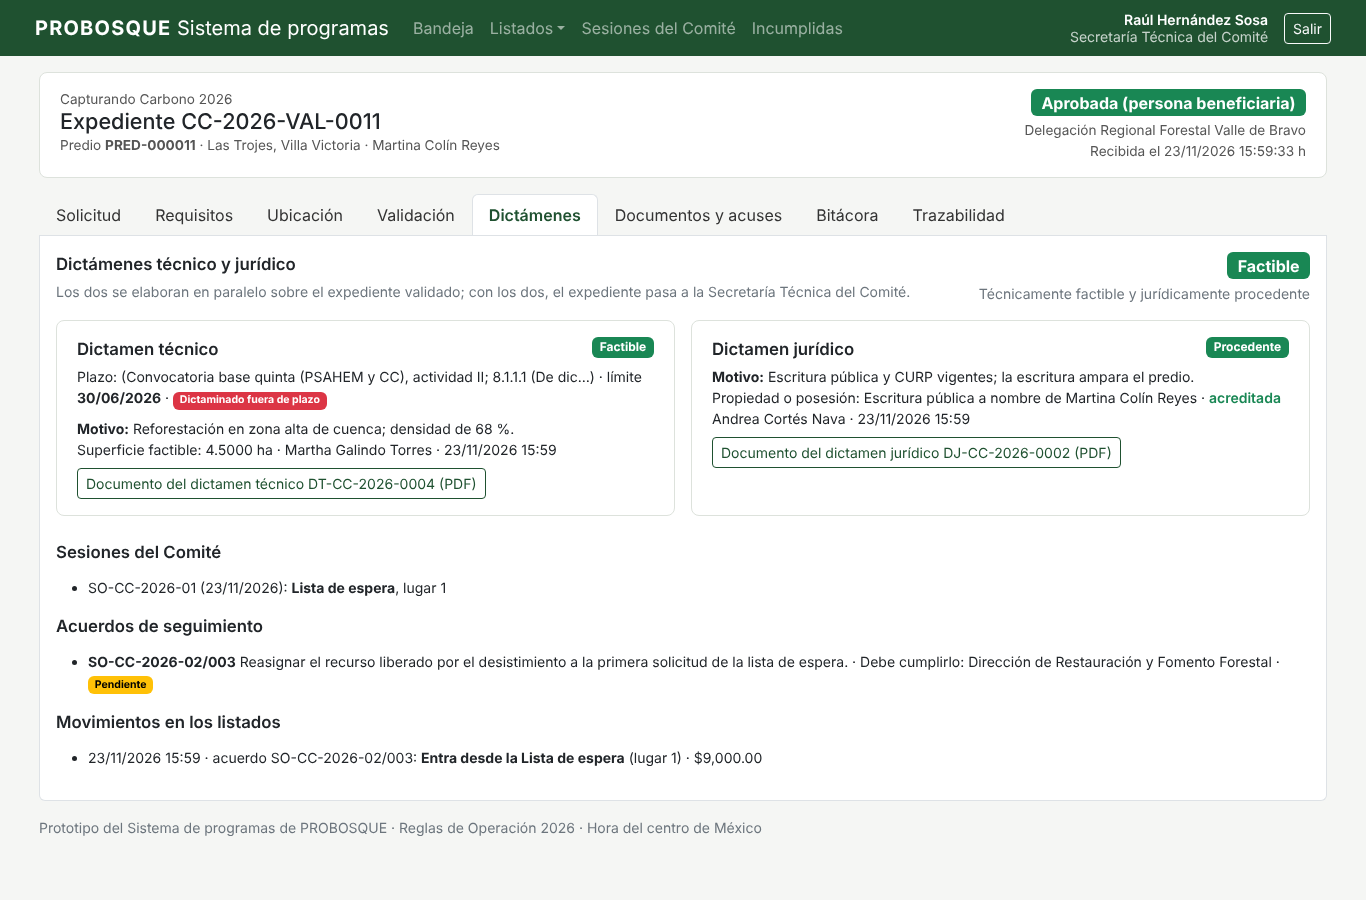 PROBOSQUE Sistema de programas
Bandeja
Listados
Sesiones del Comité
Incumplidas
Raúl Hernández Sosa
Secretaría Técnica del Comité
Salir
Capturando Carbono 2026
Expediente CC-2026-VAL-0011
Predio PRED-000011 · Las Trojes, Villa Victoria · Martina Colín Reyes
Aprobada (persona beneficiaria)
Delegación Regional Forestal Valle de Bravo
Recibida el 23/11/2026 15:59:33 h
Solicitud
Requisitos
Ubicación
Validación
Dictámenes
Documentos y acuses
Bitácora
Trazabilidad
Dictámenes técnico y jurídico
Los dos se elaboran en paralelo sobre el expediente validado; con los dos, el expediente pasa a la Secretaría Técnica del Comité.
Factible
Técnicamente factible y jurídicamente procedente
Dictamen técnico
Factible
Plazo: (Convocatoria base quinta (PSAHEM y CC), actividad II; 8.1.1.1 (De dic...) · límite
30/06/2026 · Dictaminado fuera de plazo
Motivo: Reforestación en zona alta de cuenca; densidad de 68 %.
Superficie factible: 4.5000 ha · Martha Galindo Torres · 23/11/2026 15:59
Documento del dictamen técnico DT-CC-2026-0004 (PDF)
Dictamen jurídico
Procedente
Motivo: Escritura pública y CURP vigentes; la escritura ampara el predio.
Propiedad o posesión: Escritura pública a nombre de Martina Colín Reyes · acreditada
Andrea Cortés Nava · 23/11/2026 15:59
Documento del dictamen jurídico DJ-CC-2026-0002 (PDF)
Sesiones del Comité
• SO-CC-2026-01 (23/11/2026): Lista de espera, lugar 1
Acuerdos de seguimiento
• SO-CC-2026-02/003 Reasignar el recurso liberado por el desistimiento a la primera solicitud de la lista de espera. · Debe cumplirlo: Dirección de Restauración y Fomento Forestal ·
Pendiente
Movimientos en los listados
• 23/11/2026 15:59 · acuerdo SO-CC-2026-02/003: Entra desde la Lista de espera (lugar 1) · $9,000.00
Prototipo del Sistema de programas de PROBOSQUE · Reglas de Operación 2026 · Hora del centro de México